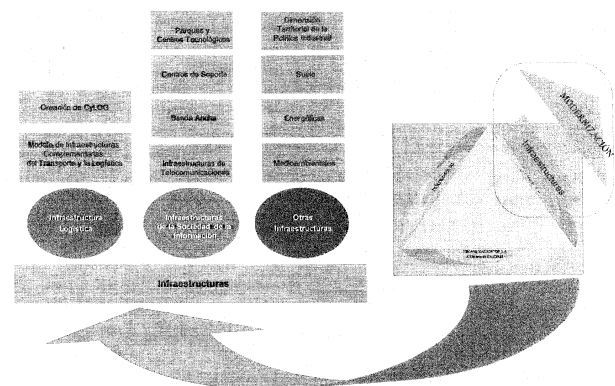 Parques y
Centros Tecnológicos
Centros de Soporte
Banda Ancha
Infraestructuras de
Telecomunicaciones
Dimensión
Territorial de la
Política Industrial
Suelo
Energéticas
Medioambientales
Creación de CyLOG
Modelo de Infraestructuras
Complementarias
del Transporte y la Logística
Infraestructura
Logística
Infraestructuras
de la Sociedad de la
Información
Otras
Infraestructuras
Infraestructuras
MODERNIZACIÓN
Infraestructuras